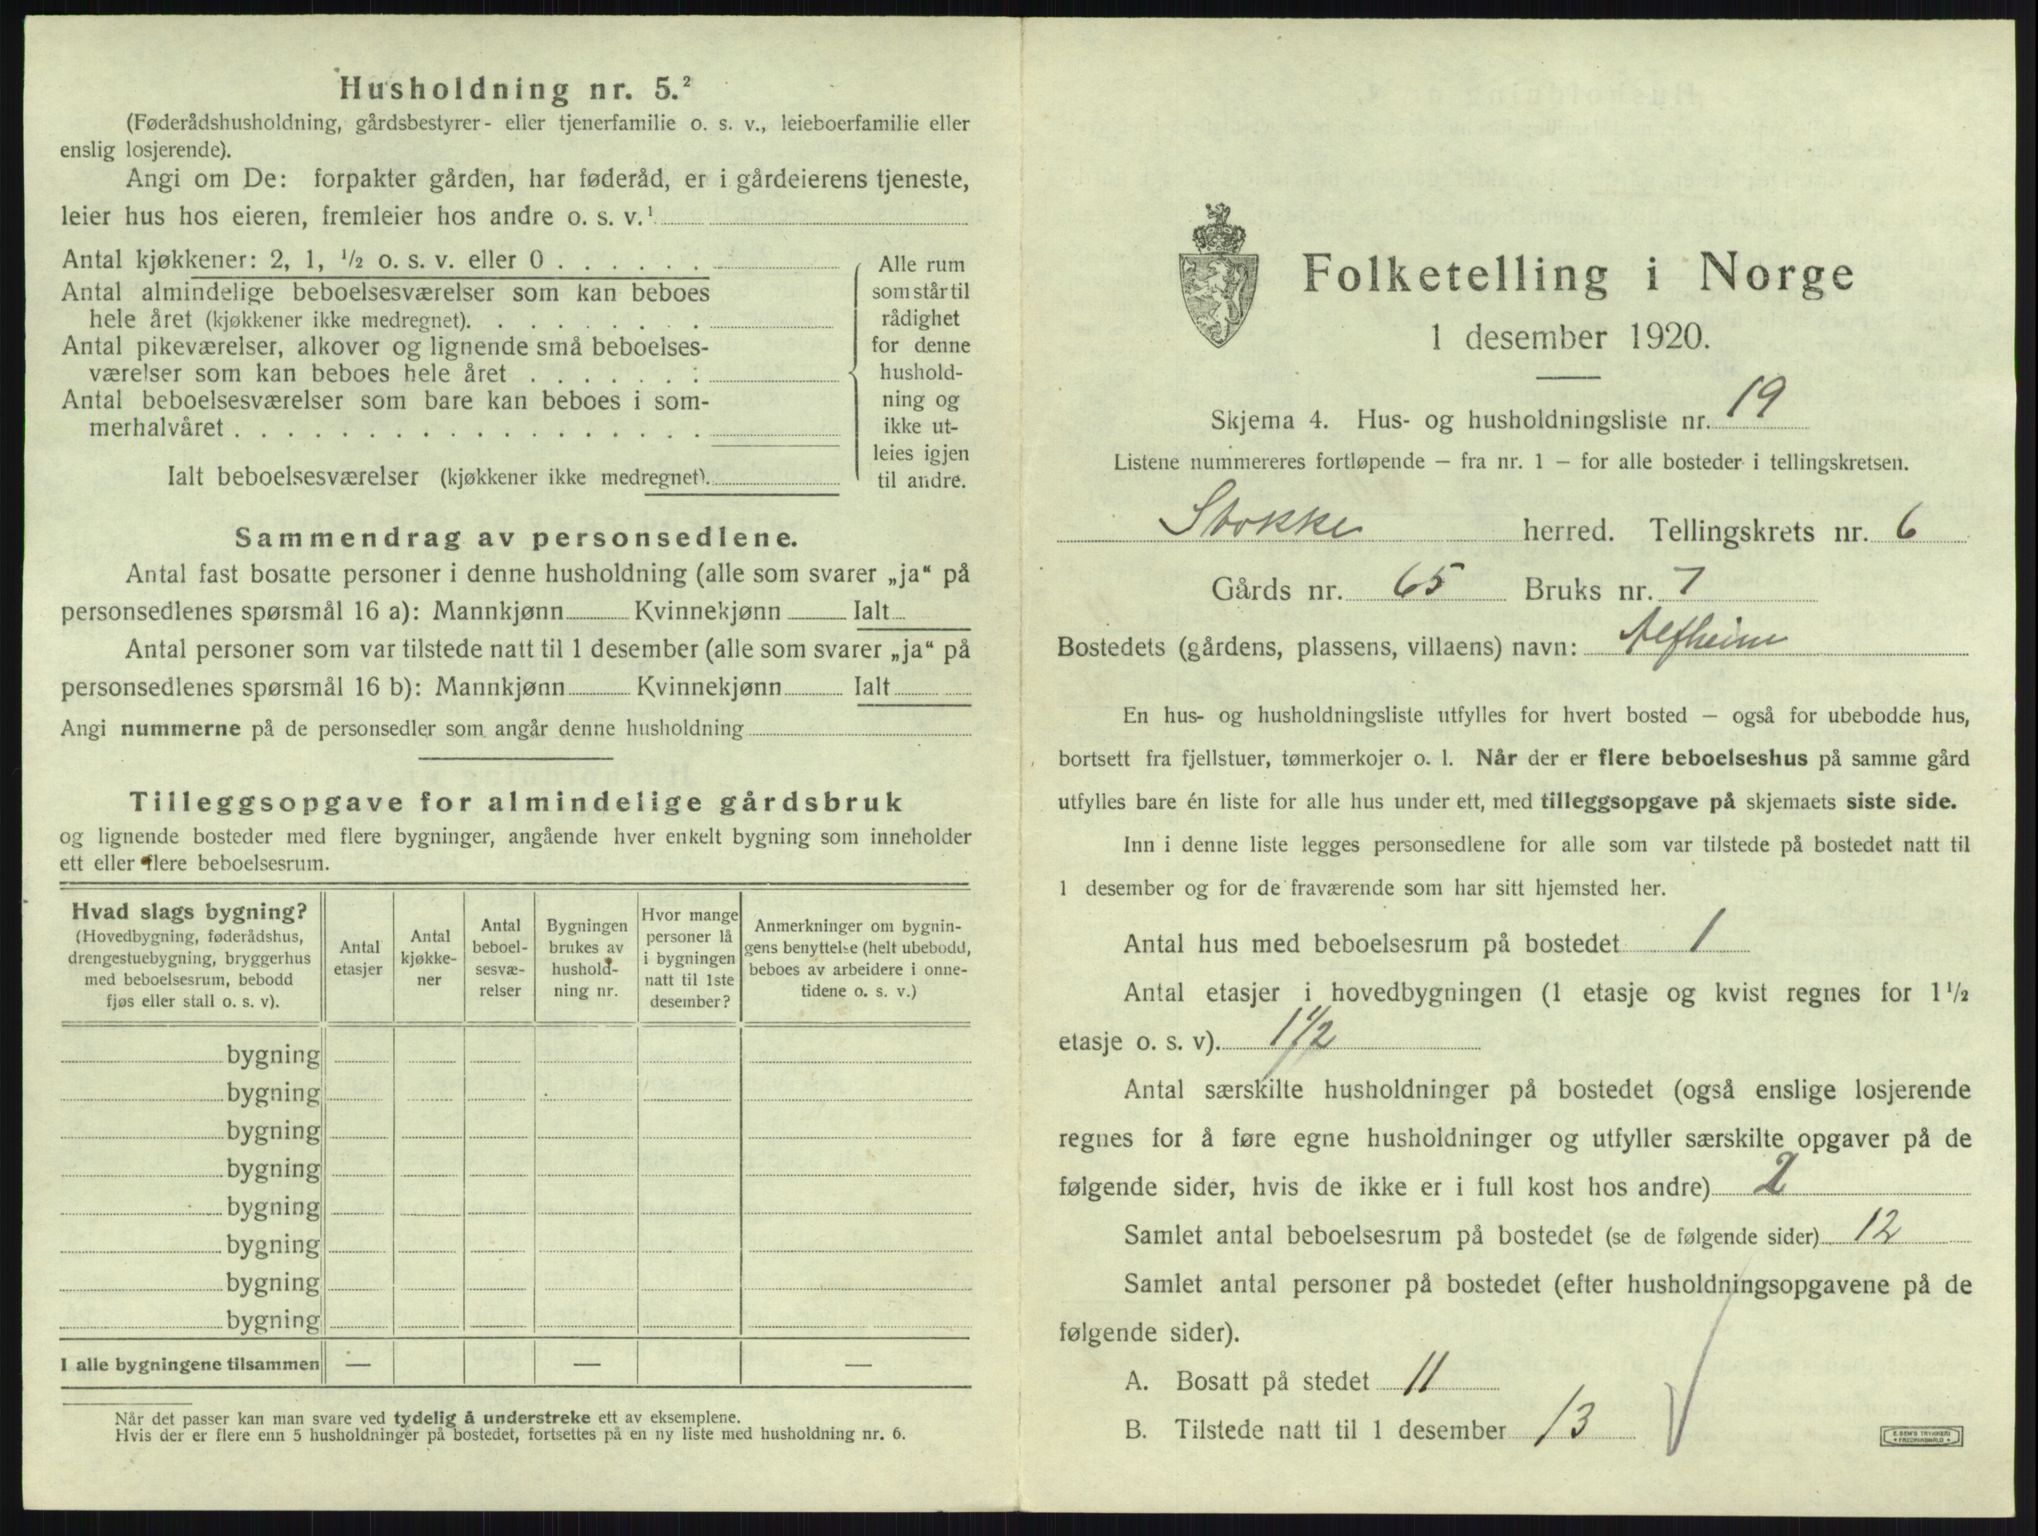 Husholdning nr. 5.²
(Føderådshusholdning, gårdsbestyrer- eller tjenerfamilie o. s. v., leieboerfamilie eller
enslig losjerende).
Angi om De: forpakter gården, har føderåd, er i gårdeierens tjeneste,
leier hus hos eieren, fremleier hos andre o. s. v.¹
Antal kjøkkener: 2, 1, ½ o. s. v. eller 0 . . . . . .
Antal almindelige beboelsesværelser som kan beboes
hele året (kjøkkener ikke medregnet). . . . . . . . .
Antal pikeværelser, alkover og lignende små beboelses-
værelser som kan beboes hele året . . . . . . .
Antal beboelsesværelser som bare kan beboes i som-
merhalvåret . . . . . . . . . . . . . . . . . .
Ialt beboelsesværelser (kjøkkener ikke medregnet).
Alle rum
som står til
rådighet
for denne
hushold-
ning og
ikke ut-
leies igjen
til andre.
Sammendrag av personsedlene.
Antal fast bosatte personer i denne husholdning (alle som svarer „ja“ på
personsedlenes spørsmål 16 a): Mannkjønn Kvinnekjønn Ialt
Antal personer som var tilstede natt til 1 desember (alle som svarer „ja“ på
personsedlenes spørsmål 16 b): Mannkjønn Kvinnekjønn Ialt
Angi nummerne på de personsedler som angår denne husholdning
Tilleggsopgave for almindelige gårdsbruk
og lignende bosteder med flere bygninger, angående hver enkelt bygning som inneholder
ett eller flere beboelsesrum.
Hvad slags bygning?
(Hovedbygning, føderådshus,
drengestuebygning, bryggerhus
med beboelsesrum, bebodd
fjøs eller stall o. s. v).
Antal
etasjer
Antal
kjøkke-
ner
Antal
beboel-
sesvæ-
relser
Bygningen
brukes av
hushold-
ning nr.
Hvor mange
personer lå
i bygningen
natt til 1ste
desember?
Anmerkninger om bygnin-
gens benyttelse (helt ubebodd,
beboes av arbeidere i onne-
tidene o. s. v.)
bygning
bygning
bygning
bygning
bygning
bygning
bygning
bygning
I alle bygningene tilsammen — — —
Når det passer kan man svare ved tydelig å understreke ett av eksemplene.
Hvis der er flere enn 5 husholdninger på bostedet, fortsettes på en ny liste med husholdning nr. 6.
Folketelling i Norge
1 desember 1920.
Skjema 4. Hus- og husholdningsliste nr. 19
Listene nummereres fortløpende — fra nr. 1 — for alle bosteder i tellingskretsen.
Stokke herred. Tellingskrets nr. 6
Gårds nr. 65 Bruks nr. 7
Bostedets (gårdens, plassens, villaens) navn: Alfheim
En hus- og husholdningsliste utfylles for hvert bosted — også for ubebodde hus,
bortsett fra fjellstuer, tømmerkojer o. l. Når der er flere beboelseshus på samme gård
utfylles bare én liste for alle hus under ett, med tilleggsopgave på skjemaets siste side.
Inn i denne liste legges personsedlene for alle som var tilstede på bostedet natt til
1 desember og for de fraværende som har sitt hjemsted her.
Antal hus med beboelsesrum på bostedet 1
Antal etasjer i hovedbygningen (1 etasje og kvist regnes for 1½
etasje o. s. v). 1½
Antal særskilte husholdninger på bostedet (også enslige losjerende
regnes for å føre egne husholdninger og utfyller særskilte opgaver på de
følgende sider, hvis de ikke er i full kost hos andre) 2
Samlet antal beboelsesrum på bostedet (se de følgende sider) 12
Samlet antal personer på bostedet (efter husholdningsopgavene på de
følgende sider).
A. Bosatt på stedet 11
B. Tilstede natt til 1 desember 13